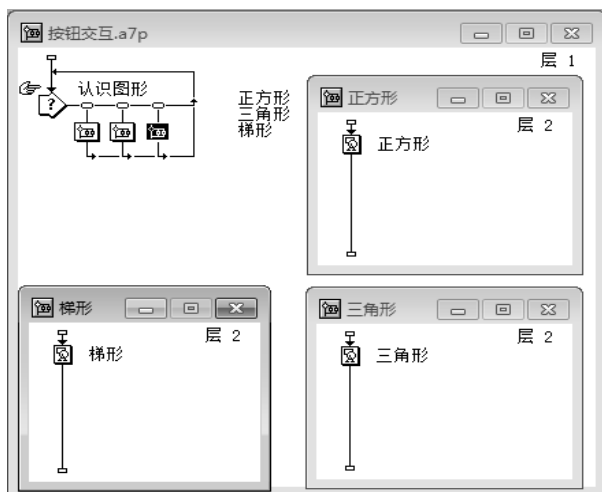 按钮交互.a7p
层 1
认识图形
?
正方形
三角形
梯形
正方形
层 2
正方形
梯形
层 2
梯形
三角形
层 2
三角形